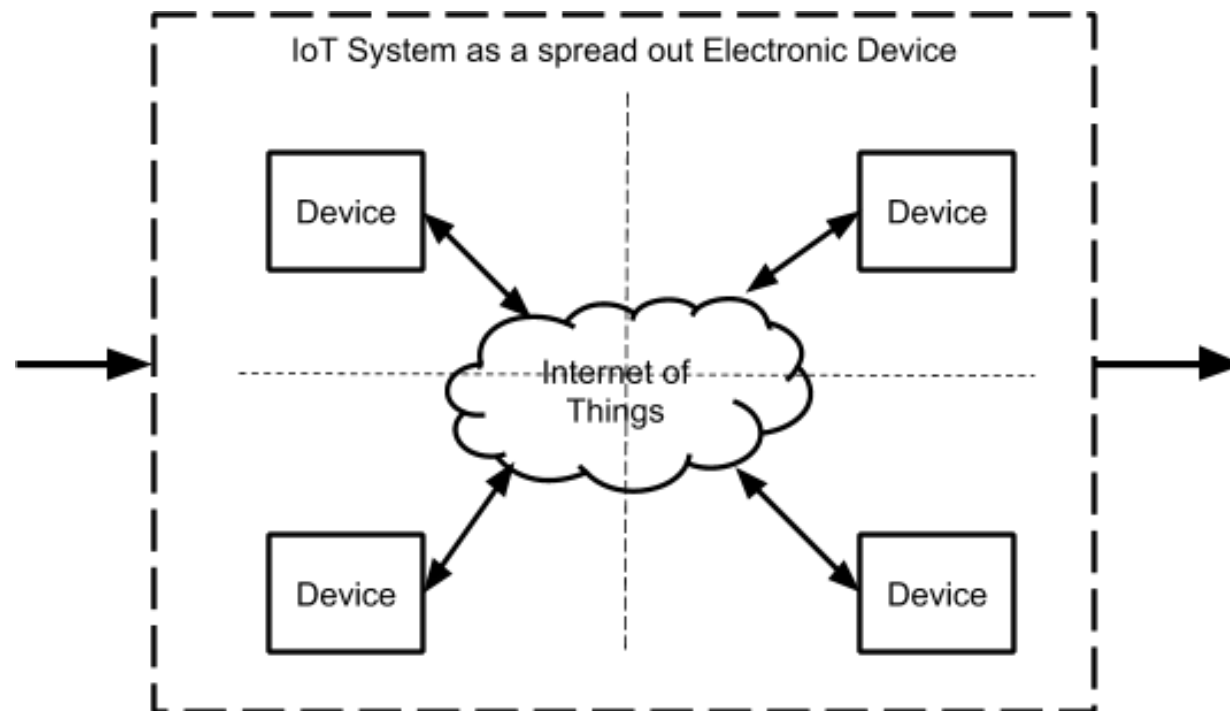 IoT System as a spread out Electronic Device
Device
Device
Internet of
Things
Device
Device